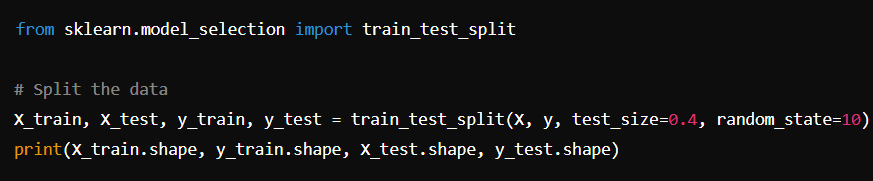 from sklearn.model_selection import train_test_split
# Split the data
X_train, X_test, y_train, y_test = train_test_split(X, y, test_size=0.4, random_state=10)
print(X_train.shape, y_train.shape, X_test.shape, y_test.shape)